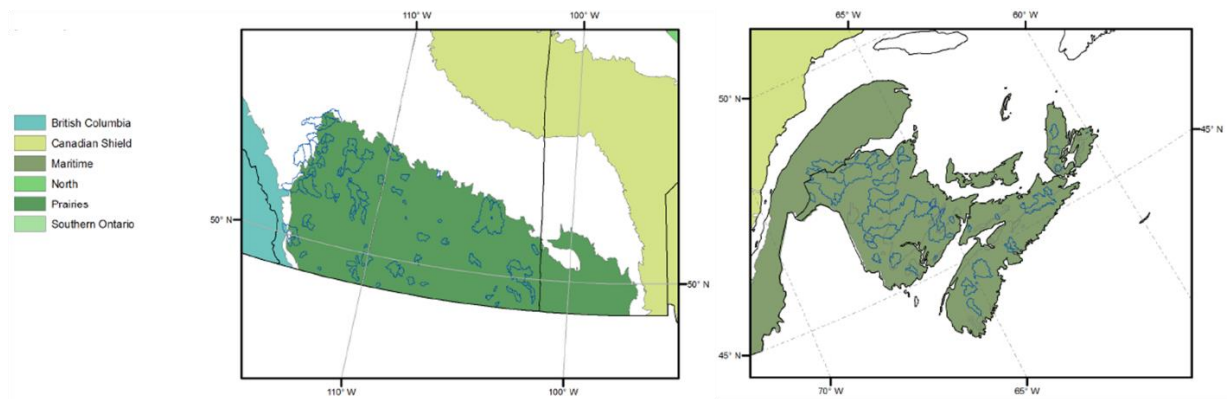 110° W
100° W
British Columbia
Canadian Shield
Maritime
North
Prairies
Southern Ontario
50° N
50° N
110° W
100° W
65° W
60° W
50° N
45° N
45° N
70° W
65° W